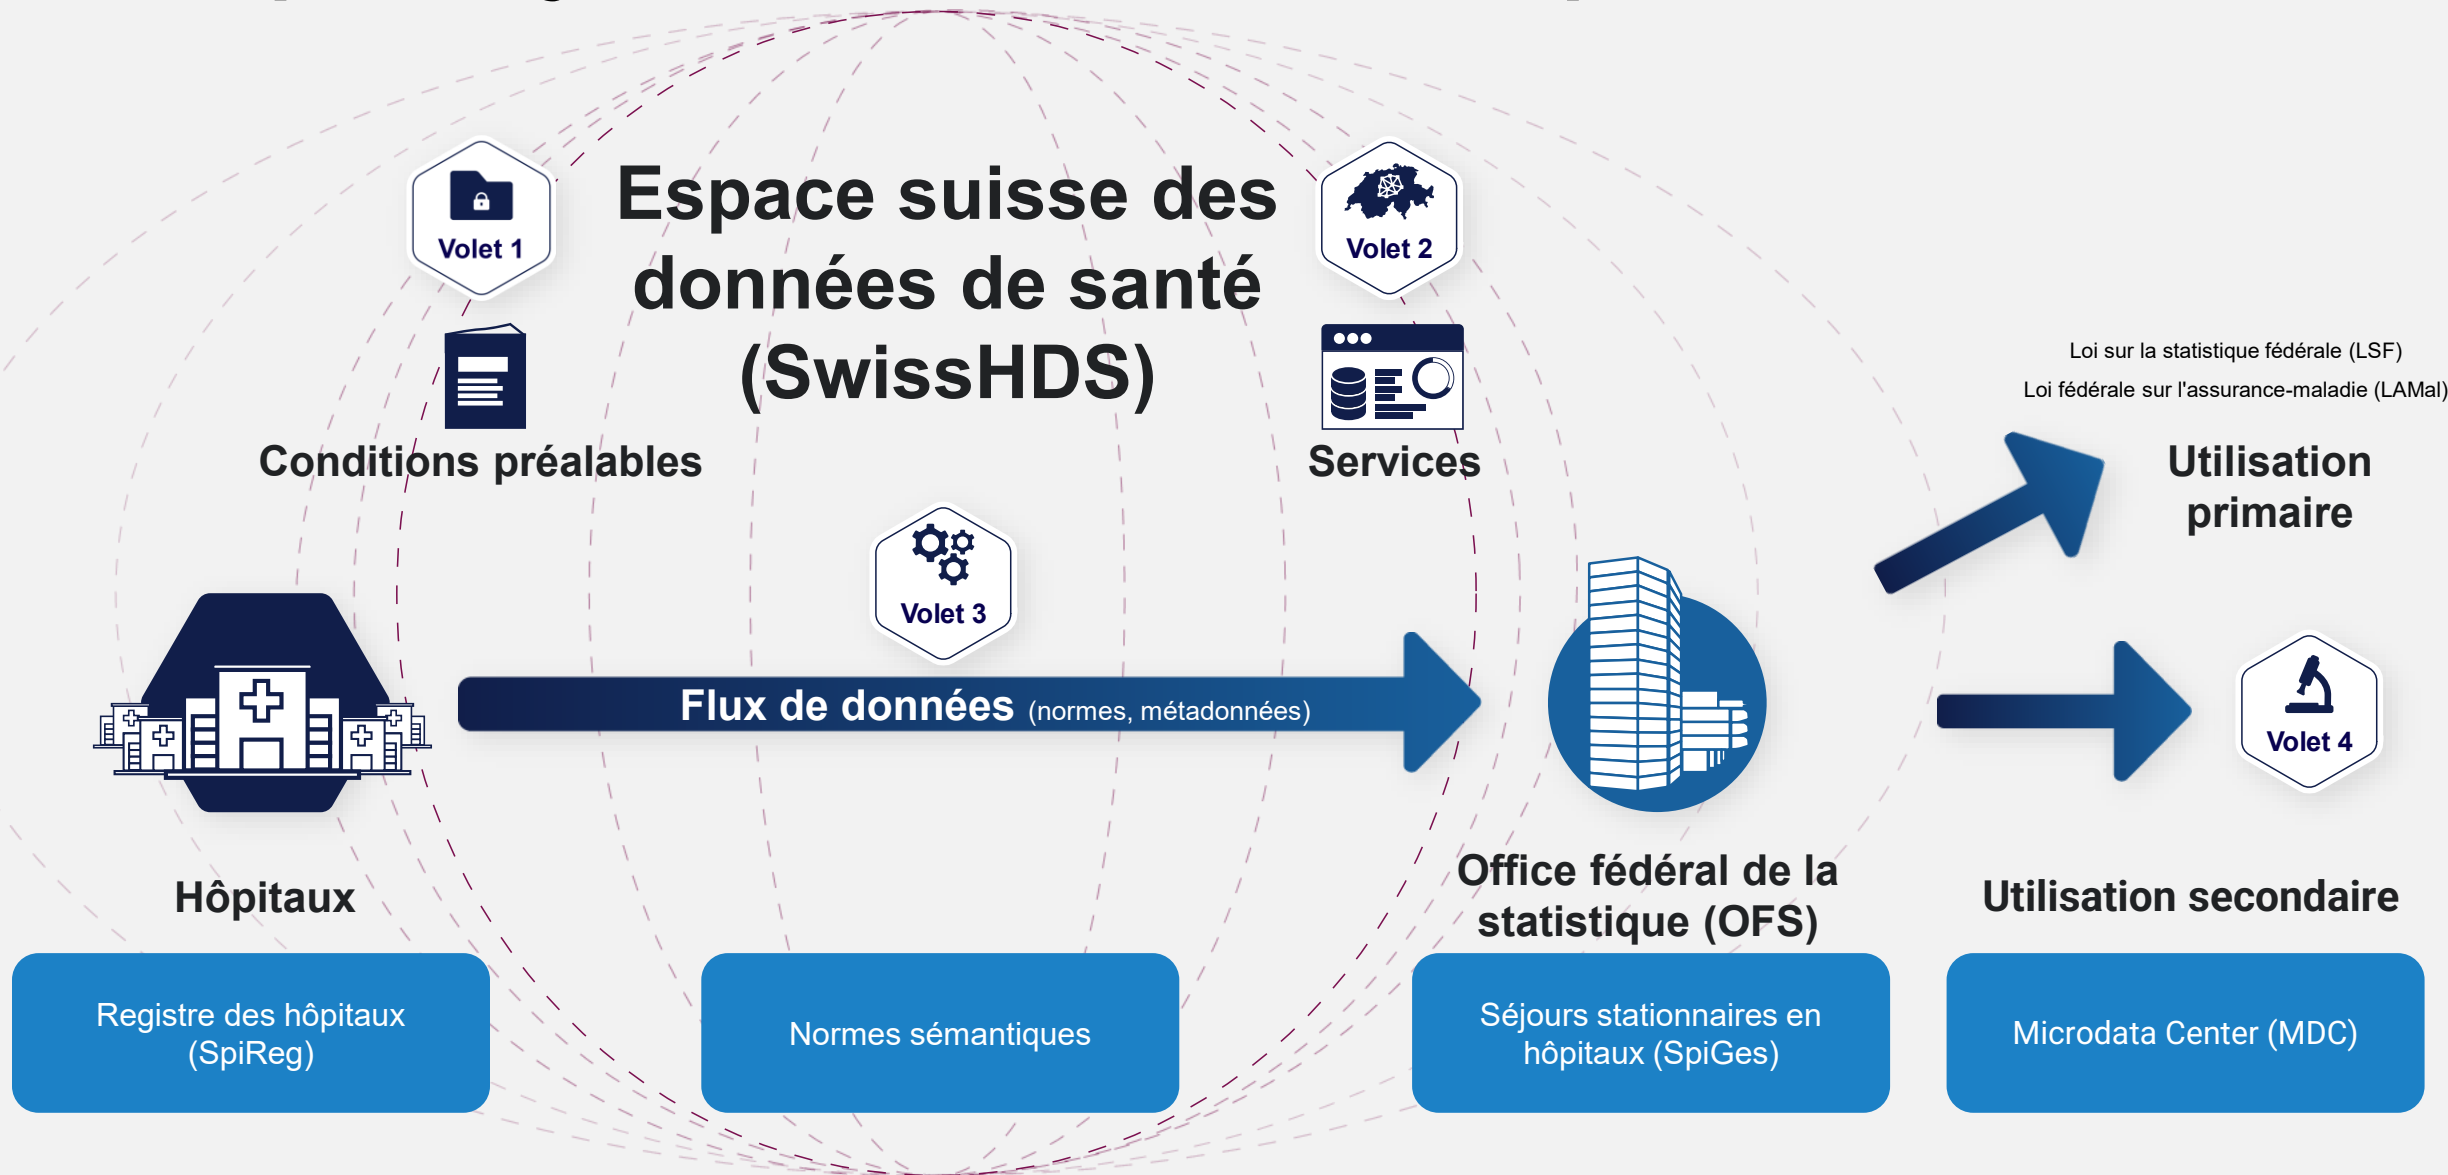 Espace suisse des
données de santé
(SwissHDS)
Volet 1
Volet 2
Conditions préalables
Services
Loi sur la statistique fédérale (LSF)
Loi fédérale sur l'assurance-maladie (LAMal)
Utilisation
primaire
Volet 3
Flux de données (normes, métadonnées)
Volet 4
Hôpitaux
Office fédéral de la
statistique (OFS)
Utilisation secondaire
Registre des hôpitaux
(SpiReg)
Normes sémantiques
Séjours stationnaires en
hôpitaux (SpiGes)
Microdata Center (MDC)